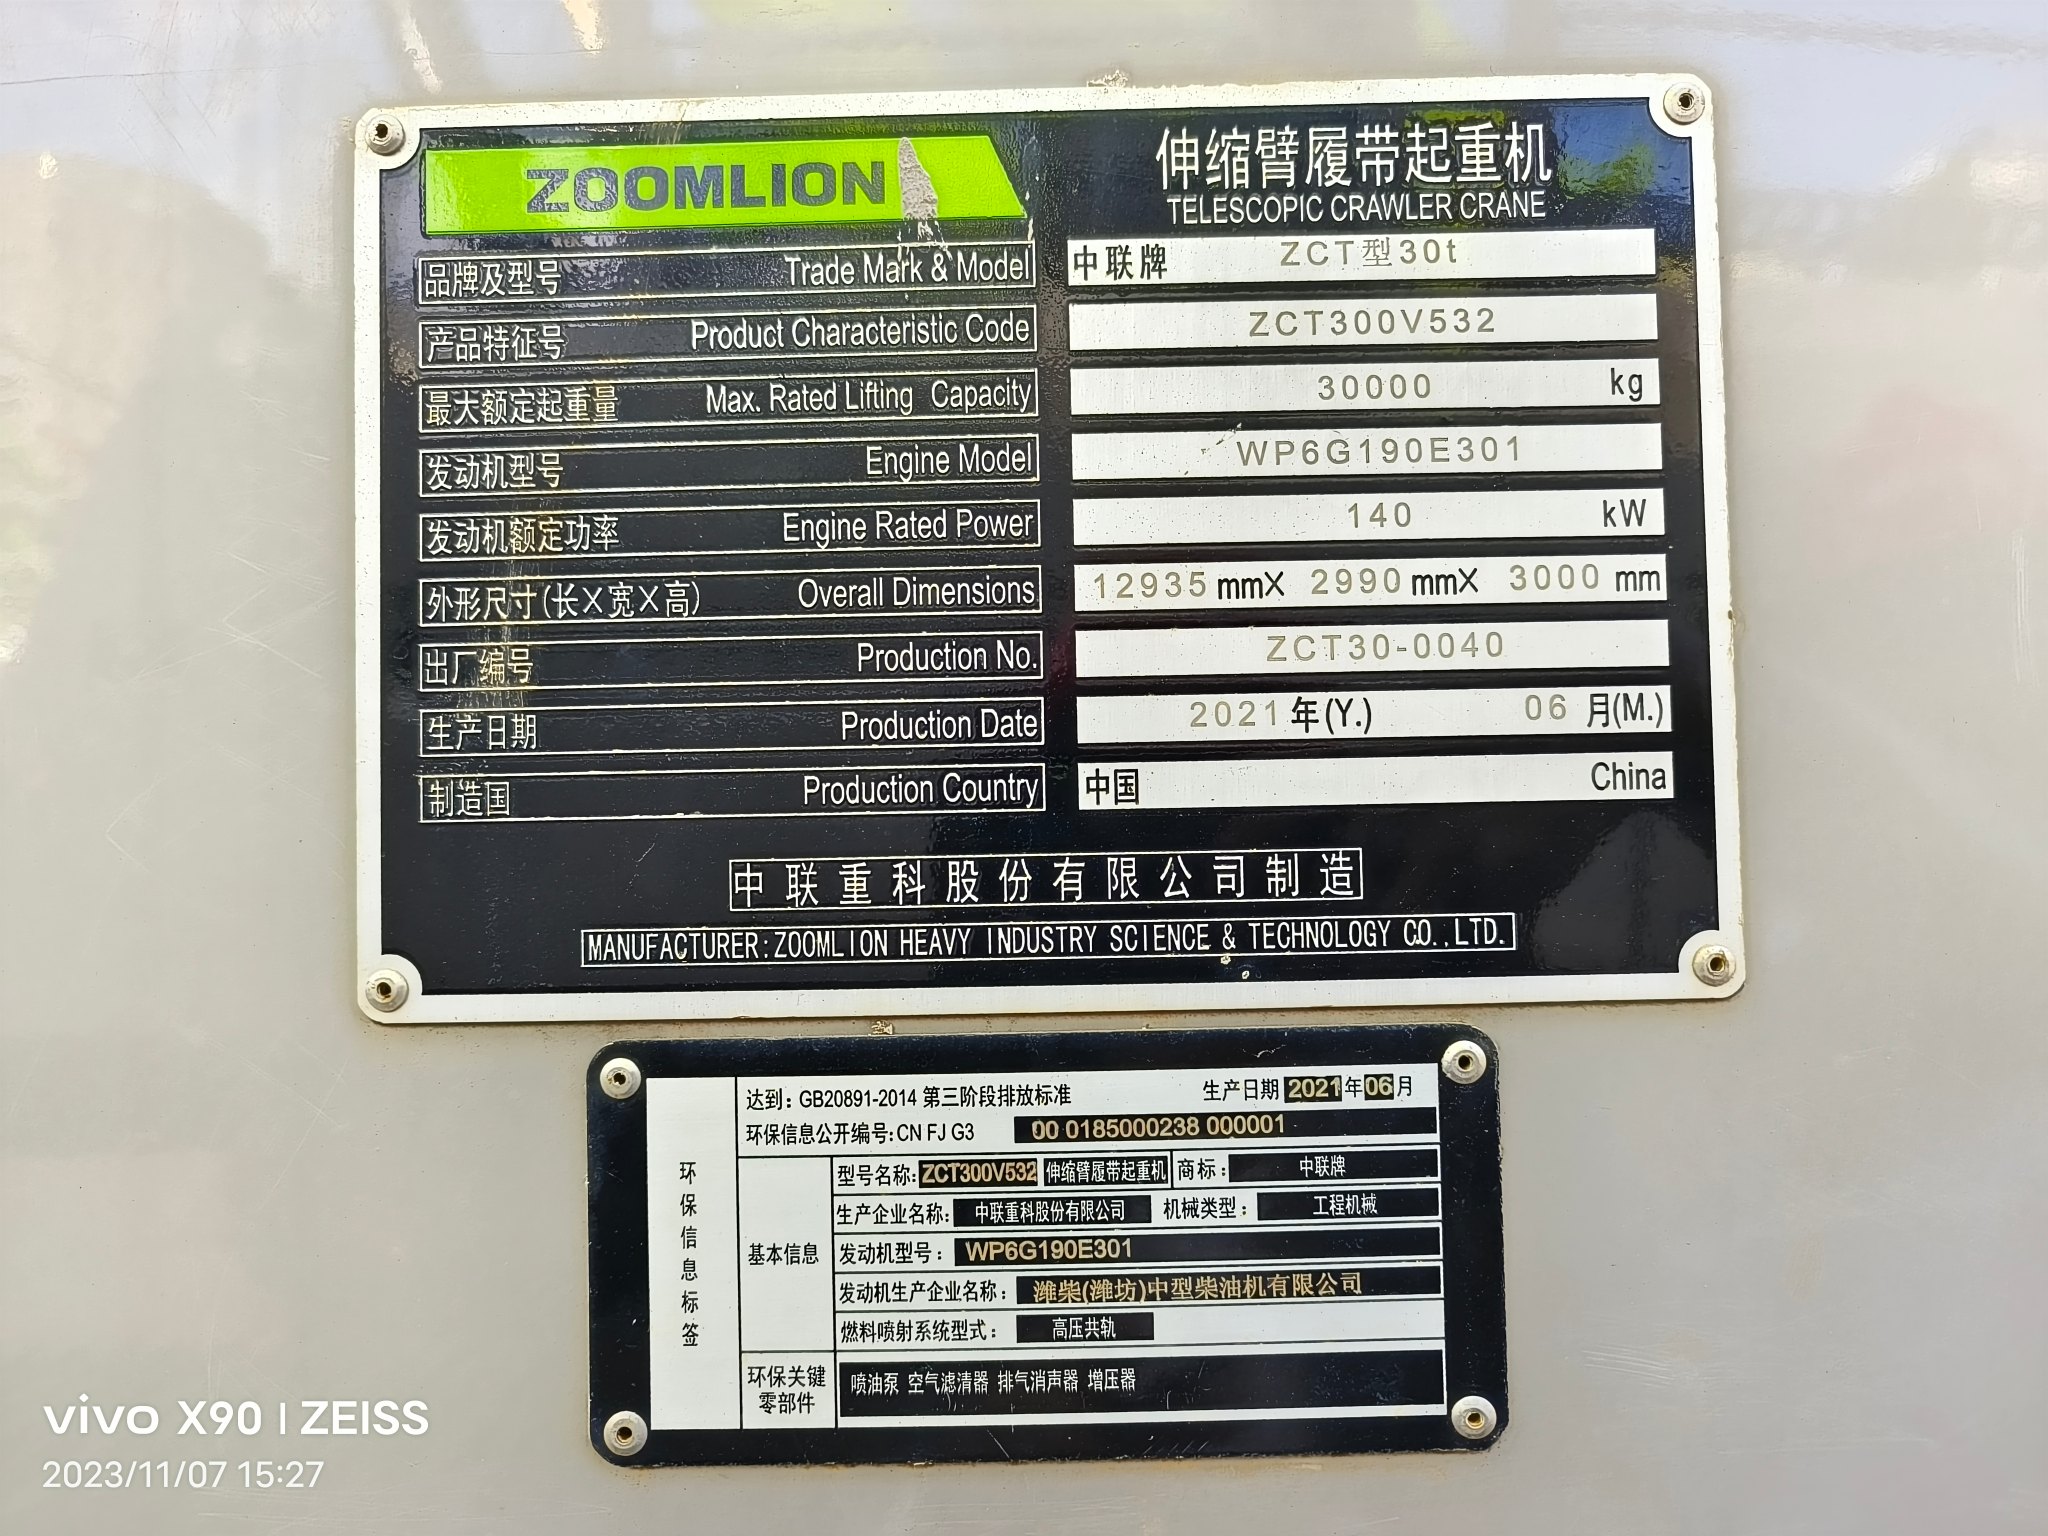 ZOOMLION
伸缩臂履带起重机
TELESCOPIC CRAWLER CRANE
品牌及型号 Trade Mark & Model 中联牌 ZCT型30t
产品特征号 Product Characteristic Code ZCT300V532
最大额定起重量 Max. Rated Lifting Capacity 30000 kg
发动机型号 Engine Model WP6G190E301
发动机额定功率 Engine Rated Power 140 kW
外形尺寸(长X宽X高) Overall Dimensions 12935 mmX 2990 mmX 3000 mm
出厂编号 Production No. ZCT30-0040
生产日期 Production Date 2021 年(Y.) 06 月(M.)
制造国 Production Country 中国 China
中联重科股份有限公司制造
MANUFACTURER:ZOOMLION HEAVY INDUSTRY SCIENCE & TECHNOLOGY CO.,LTD.
环保信息标签
达到: GB20891-2014 第三阶段排放标准 生产日期 2021 年 06 月
环保信息公开编号: CN FJ G3 00 0185000238 000001
基本信息
型号名称: ZCT300V532 伸缩臂履带起重机 商标: 中联牌
生产企业名称: 中联重科股份有限公司 机械类型: 工程机械
发动机型号: WP6G190E301
发动机生产企业名称: 潍柴(潍坊)中型柴油机有限公司
燃料喷射系统型式: 高压共轨
环保关键
零部件
喷油泵 空气滤清器 排气消声器 增压器
vivo X90 | ZEISS
2023/11/07 15:27